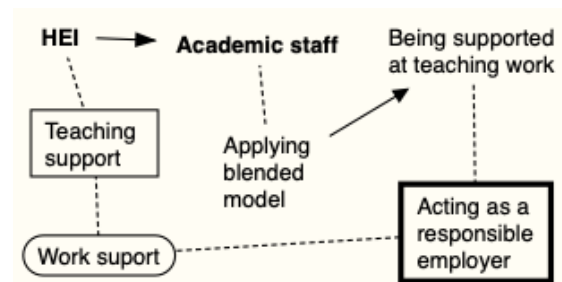 HEI
Academic staff
Being supported
at teaching work
Teaching
support
Applying
blended
model
Acting as a
responsible
employer
Work suport